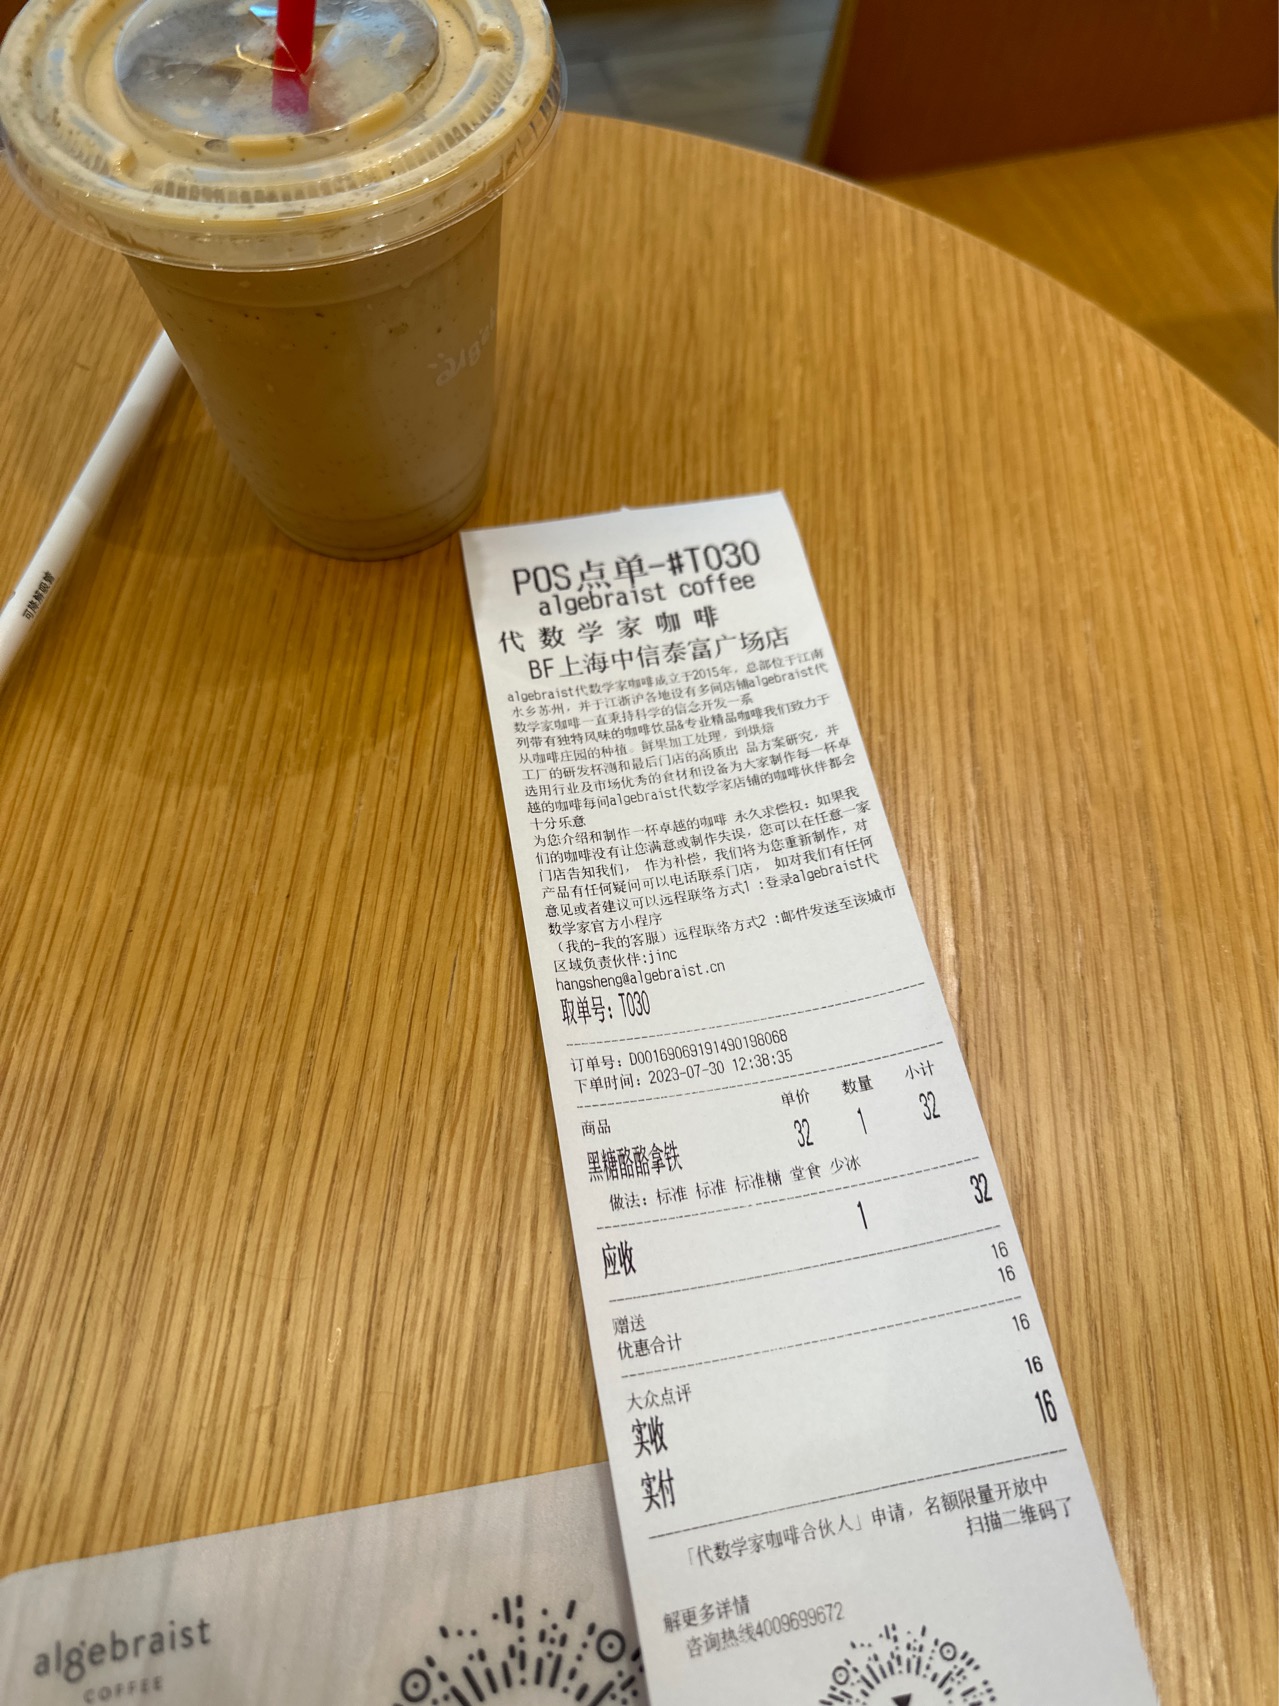 可降解吸管
POS点单-#T030
algebraist coffee
代数学家咖啡
BF上海中信泰富广场店
algebraist代数学家咖啡成立于2015年，总部位于江南
水乡苏州，并于江浙沪各地设有多间店铺algebraist代
数学家咖啡一直秉持科学的信念开发一系
列带有独特风味的咖啡饮品&专业精品咖啡我们致力于
从咖啡庄园的种植。鲜果加工处理，到烘焙
工厂的研发杯测和最后门店的高质出 品方案研究，并
选用行业及市场优秀的食材和设备为大家制作每一杯卓
越的咖啡每间algebraist代数学家店铺的咖啡伙伴都会
十分乐意
为您介绍和制作一杯卓越的咖啡 永久求偿权：如果我
们的咖啡没有让您满意或制作失误，您可以在任意一家
门店告知我们， 作为补偿，我们将为您重新制作，对
产品有任何疑问可以电话联系门店， 如对我们有任何
意见或者建议可以远程联络方式1 :登录algebraist代
数学家官方小程序
（我的-我的客服）远程联络方式2 :邮件发送至该城市
区域负责伙伴:jinc
hangsheng@algebraist.cn
取单号：T030
订单号：D00169069191490198068
下单时间：2023-07-30 12:38:35
商品 单价 数量 小计
黑糖酪酪拿铁 32 1 32
做法：标准 标准 标准糖 堂食 少冰
应收 1 32
赠送 16
优惠合计 16
大众点评 16
实收 16
实付 16
「代数学家咖啡合伙人」申请，名额限量开放中
扫描二维码了
解更多详情
咨询热线4009699672
algebraist
COFFEE